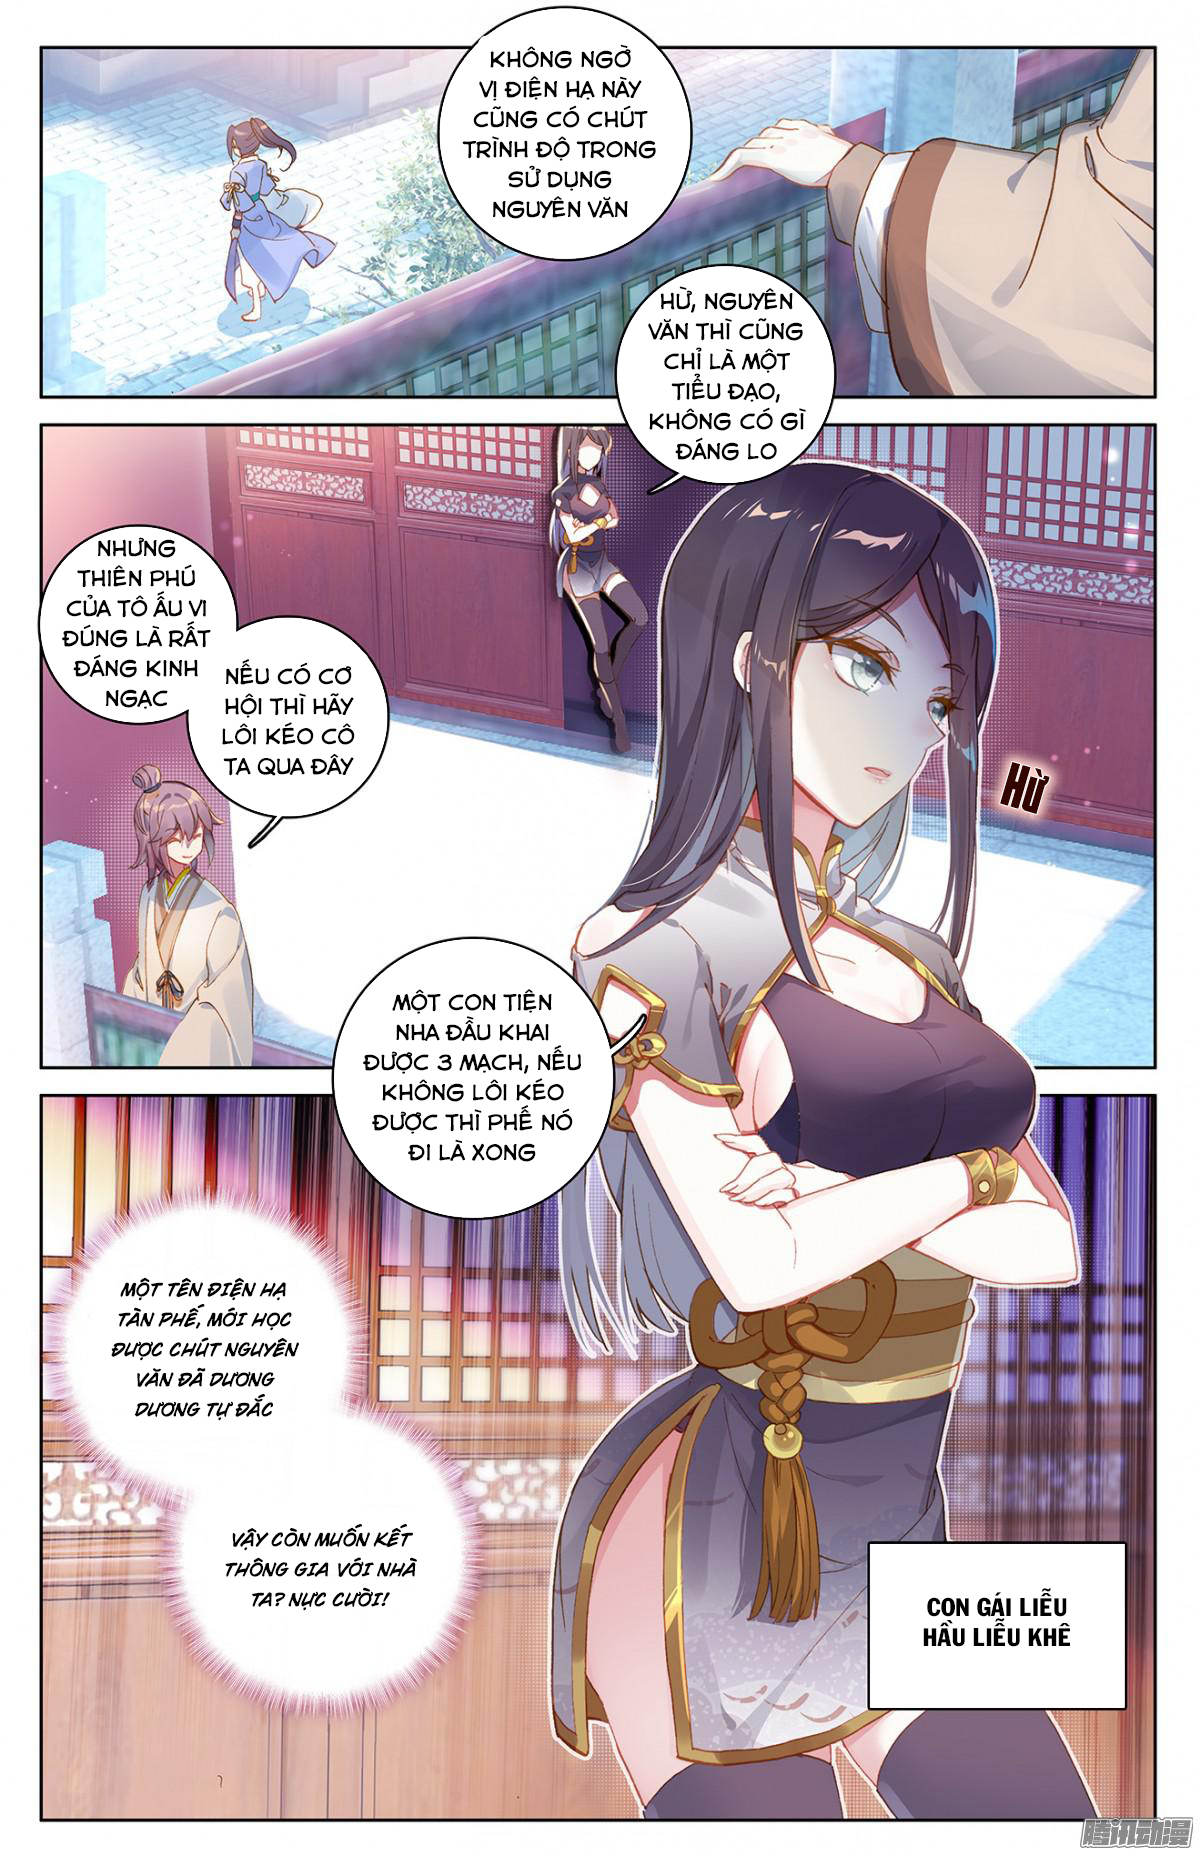 KHÔNG NGỜ
VỊ ĐIỆN HẠ NÀY
CŨNG CÓ CHÚT
TRÌNH ĐỘ TRONG
SỬ DỤNG
NGUYÊN VĂN
HỪ, NGUYÊN
VĂN THÌ CŨNG
CHỈ LÀ MỘT
TIỂU ĐẠO,
KHÔNG CÓ GÌ
ĐÁNG LO
NHƯNG
THIÊN PHÚ
CỦA TÔ ẤU VI
ĐÚNG LÀ RẤT
ĐÁNG KINH
NGẠC
NẾU CÓ CƠ
HỘI THÌ HÃY
LÔI KÉO CÔ
TA QUA ĐÂY
HỪ
MỘT CON TIỆN
NHA ĐẦU KHAI
ĐƯỢC 3 MẠCH, NẾU
KHÔNG LÔI KÉO
ĐƯỢC THÌ PHẾ NÓ
ĐI LÀ XONG
MỘT TÊN ĐIỆN HẠ
TÀN PHẾ, MỚI HỌC
ĐƯỢC CHÚT NGUYÊN
VĂN ĐÃ DƯƠNG
DƯƠNG TỰ ĐẮC
VẬY CÒN MUỐN KẾT
THÔNG GIA VỚI NHÀ
TA? NỰC CƯỜI!
CON GÁI LIỄU
HẦU LIỄU KHÊ
腾讯动漫